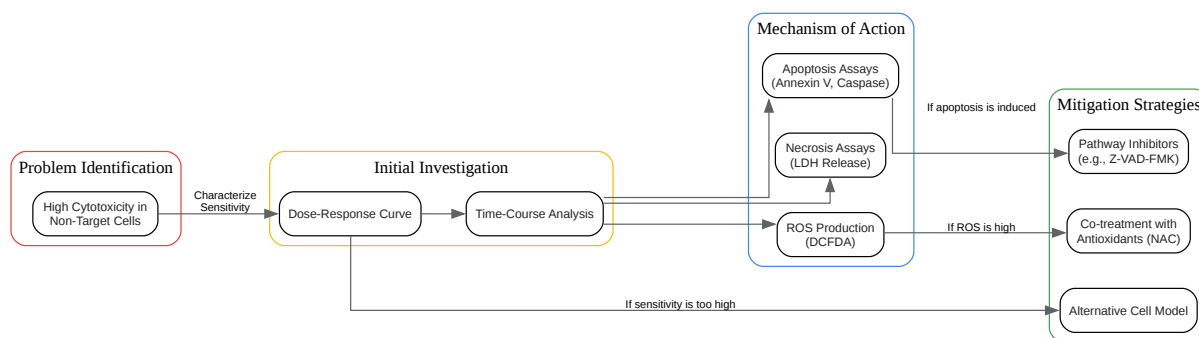 Problem Identification
High Cytotoxicity in
Non-Target Cells
Characterize
Sensitivity
Initial Investigation
Dose-Response Curve
Time-Course Analysis
Mechanism of Action
Apoptosis Assays
(Annexin V, Caspase)
Necrosis Assays
(LDH Release)
ROS Production
(DCFDA)
If apoptosis is induced
If ROS is high
If sensitivity is too high
Mitigation Strategies
Pathway Inhibitors
(e.g., Z-VAD-FMK)
Co-treatment with
Antioxidants (NAC)
Alternative Cell Model